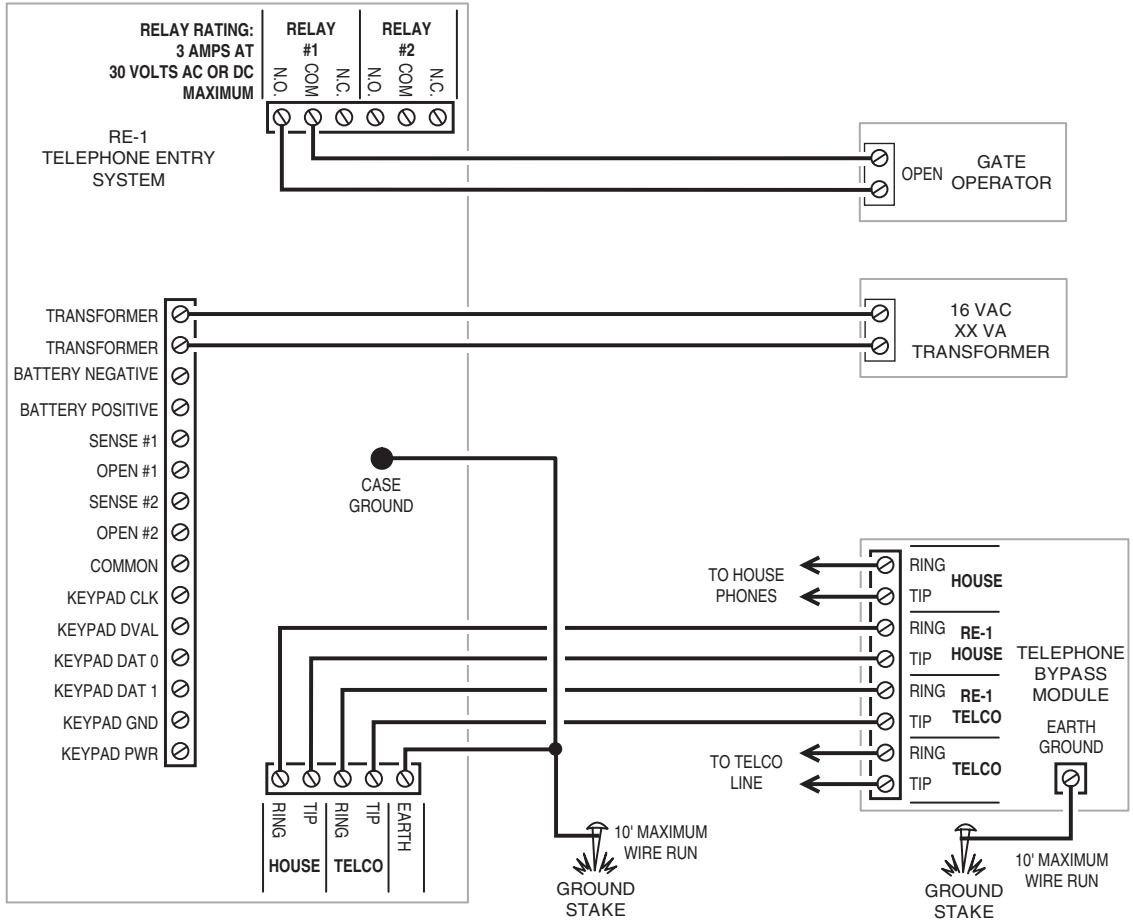 RELAY RATING:
3 AMPS AT
30 VOLTS AC OR DC
MAXIMUM
RELAY
#1
RELAY
#2
N.O.
COM
N.C.
N.O.
COM
N.C.
RE-1
TELEPHONE ENTRY
SYSTEM
OPEN
GATE
OPERATOR
TRANSFORMER
TRANSFORMER
BATTERY NEGATIVE
BATTERY POSITIVE
SENSE #1
OPEN #1
SENSE #2
OPEN #2
COMMON
KEYPAD CLK
KEYPAD DVAL
KEYPAD DAT 0
KEYPAD DAT 1
KEYPAD GND
KEYPAD PWR
16 VAC
XX VA
TRANSFORMER
CASE
GROUND
TO HOUSE
PHONES
RING
TIP
HOUSE
RING
TIP
RE-1
HOUSE
RING
TIP
RE-1
TELCO
RING
TIP
TELCO
TELEPHONE
BYPASS
MODULE
EARTH
GROUND
TO TELCO
LINE
RING
TIP
RING
TIP
EARTH
HOUSE
TELCO
10' MAXIMUM
WIRE RUN
GROUND
STAKE
10' MAXIMUM
WIRE RUN
GROUND
STAKE